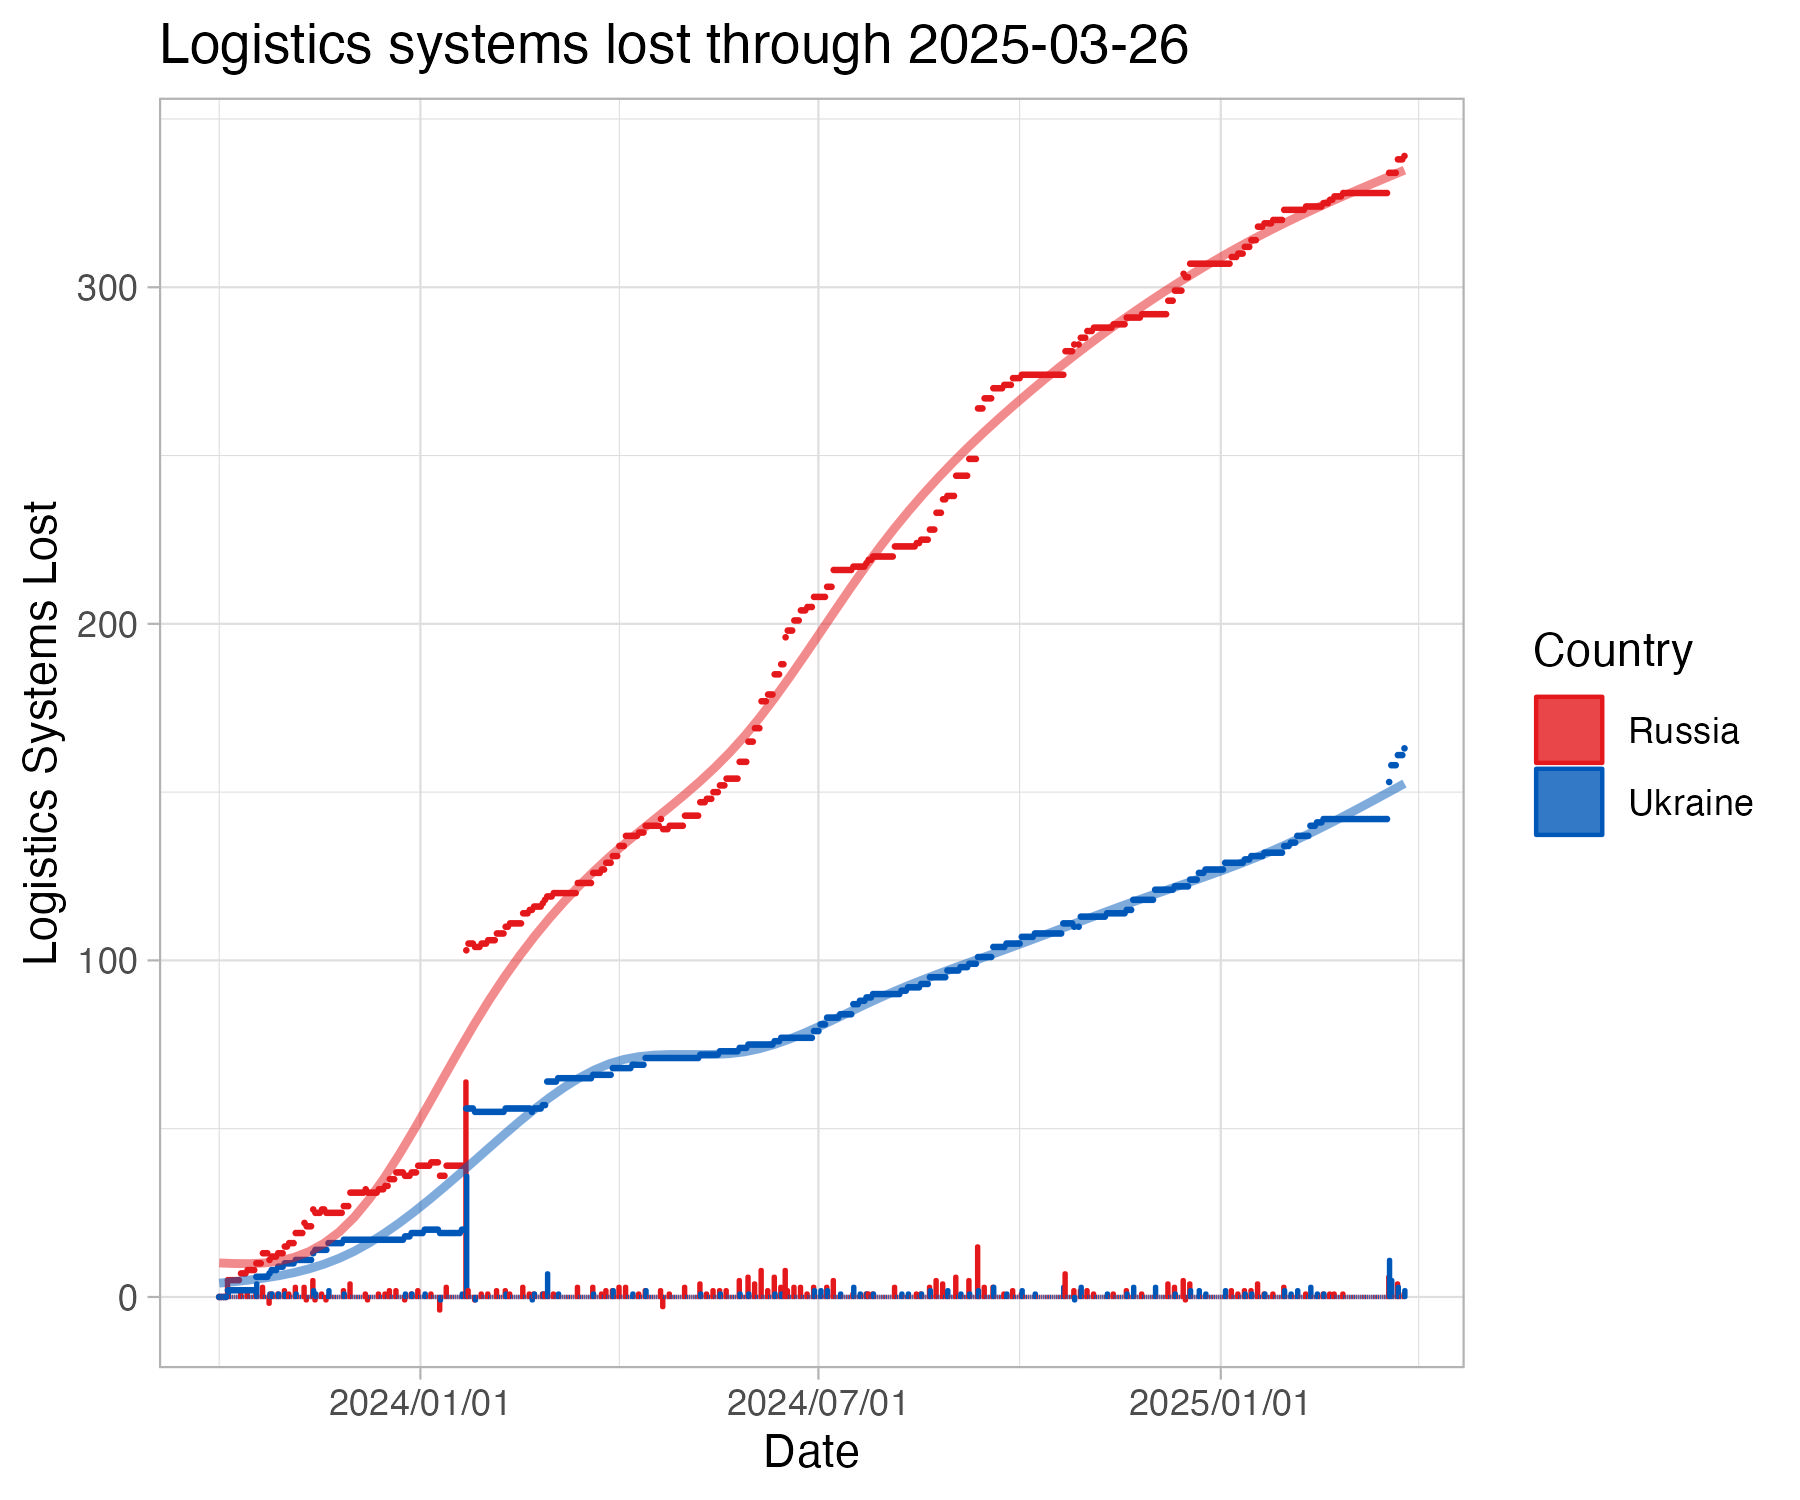 Logistics systems lost through 2025-03-26
Logistics Systems Lost
300
200
100
0
2024/01/01
2024/07/01
2025/01/01
Date
Country
Russia
Ukraine